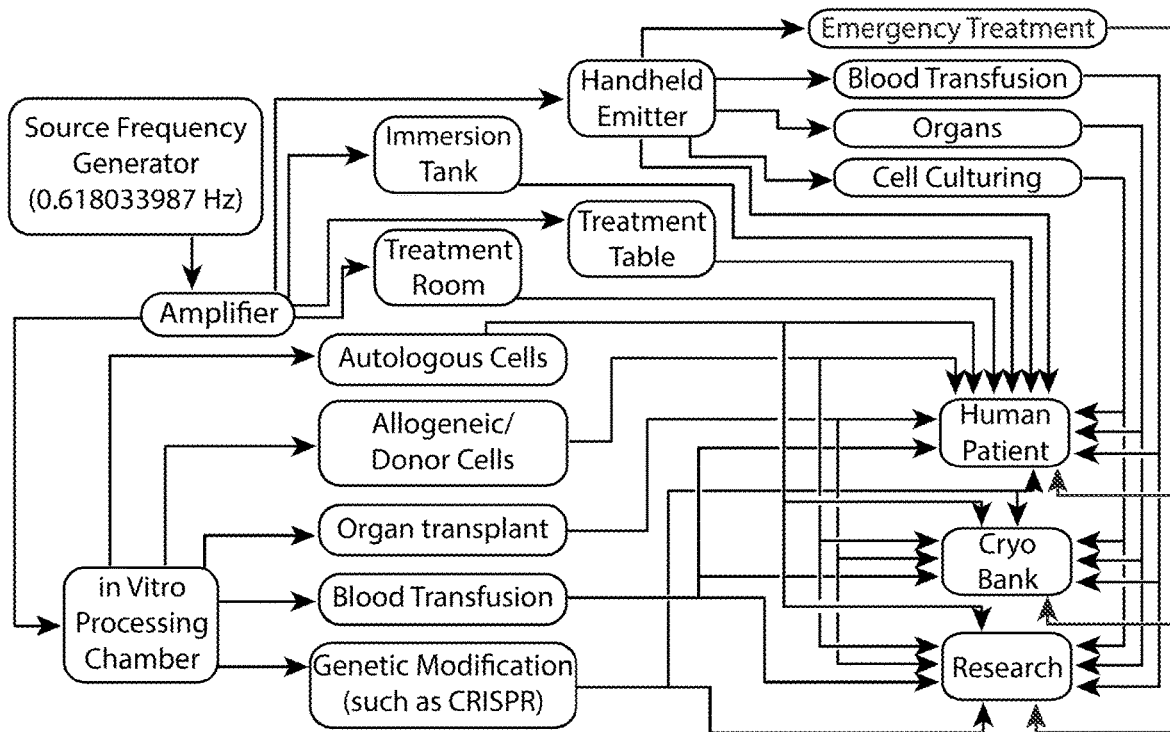 Emergency Treatment
Handheld
Emitter
Blood Transfusion
Organs
Cell Culturing
Source Frequency
Generator
(0.618033987 Hz)
Immersion
Tank
Treatment
Table
Treatment
Room
Amplifier
Autologous Cells
Allogeneic/
Donor Cells
Human
Patient
Organ transplant
Cryo
Bank
in Vitro
Processing
Chamber
Blood Transfusion
Genetic Modification
(such as CRISPR)
Research